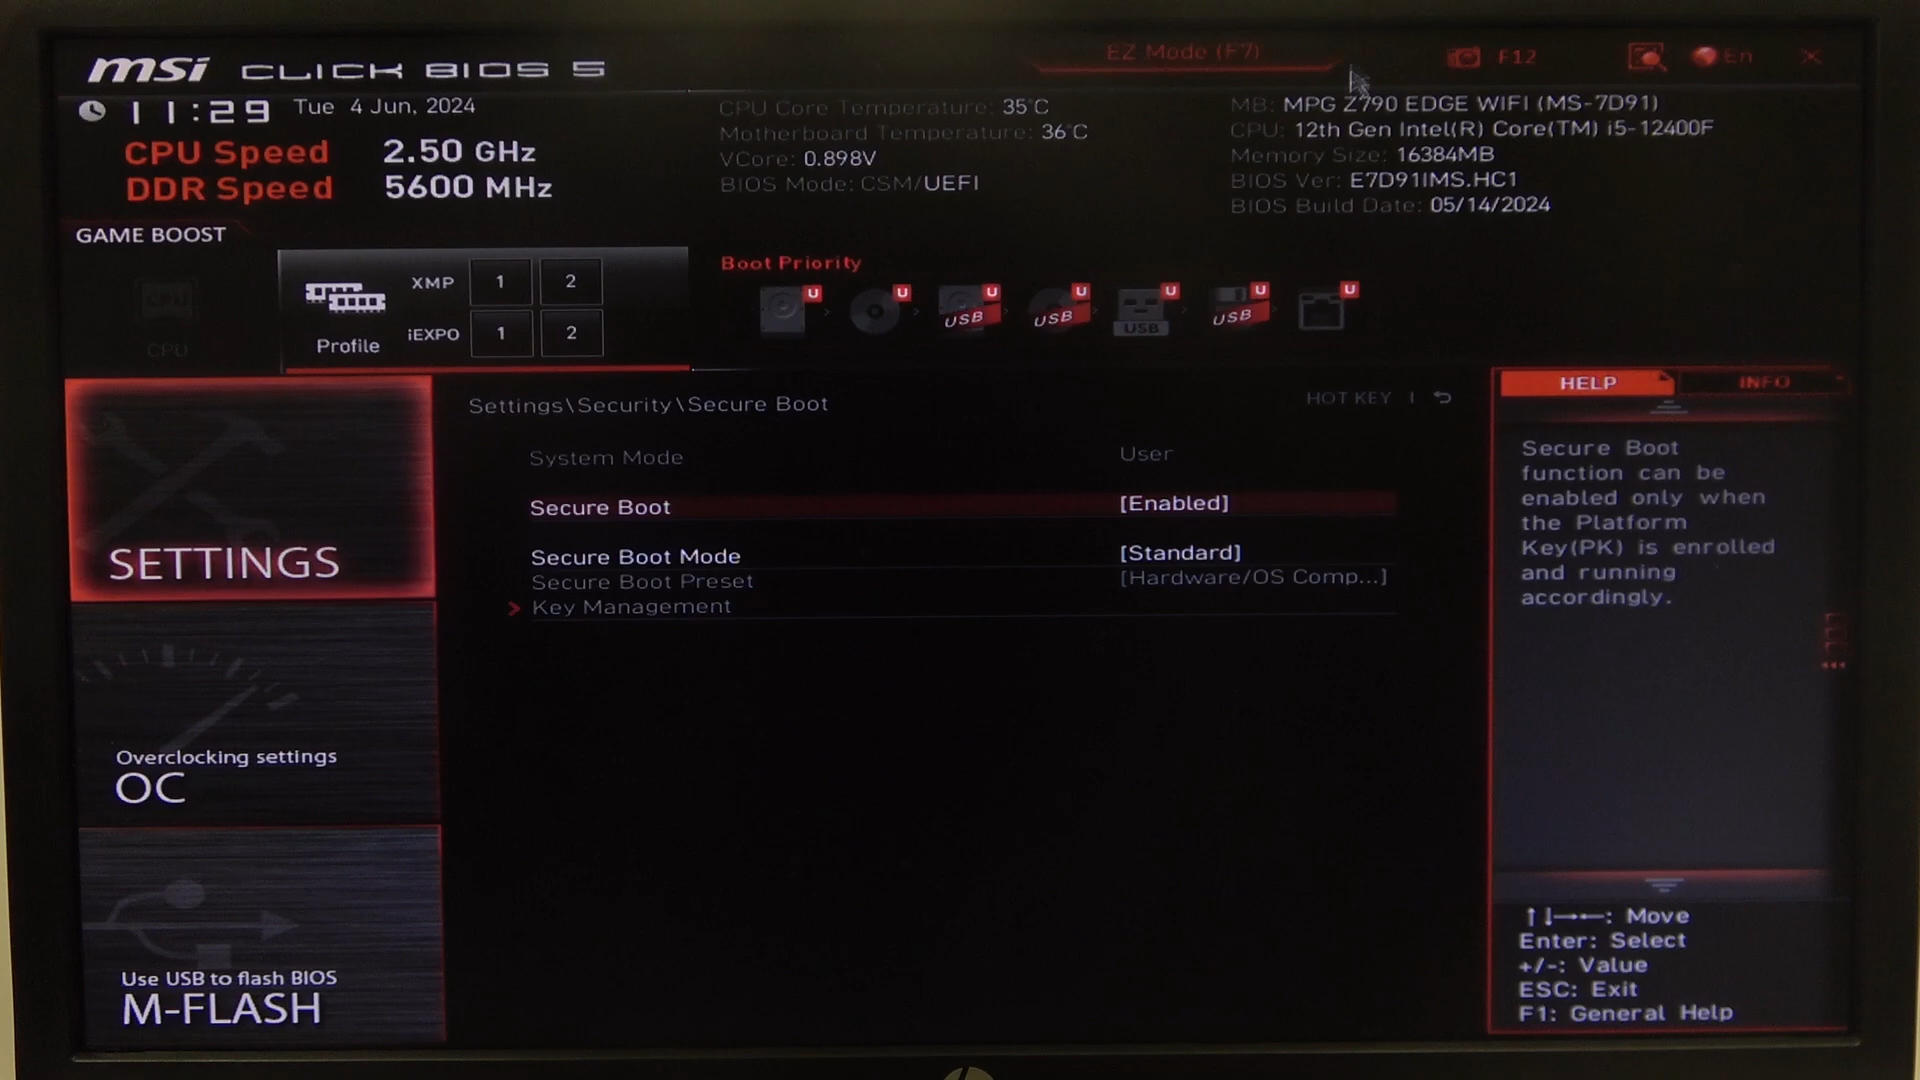 msi CLICK BIOS 5
EZ Mode (F7)
F12
En
11:29 Tue 4 Jun, 2024
CPU Speed 2.50 GHz
DDR Speed 5600 MHz
CPU Core Temperature: 35°C
Motherboard Temperature: 36°C
VCore: 0.898V
BIOS Mode: CSM/UEFI
MB: MPG Z790 EDGE WIFI (MS-7D91)
CPU: 12th Gen Intel(R) Core(TM) i5-12400F
Memory Size: 16384MB
BIOS Ver: E7D91IMS.HC1
BIOS Build Date: 05/14/2024
GAME BOOST
CPU
CPU
XMP 1 2
iEXPO 1 2
Profile
Boot Priority
U U U U U U U
USB USB USB USB
SETTINGS
Overclocking settings
OC
Use USB to flash BIOS
M-FLASH
Settings\Security\Secure Boot
HOT KEY |
System Mode User
Secure Boot [Enabled]
Secure Boot Mode [Standard]
Secure Boot Preset [Hardware/OS Comp...]
> Key Management
HELP INFO
Secure Boot
function can be
enabled only when
the Platform
Key(PK) is enrolled
and running
accordingly.
↑↓→←: Move
Enter: Select
+/-: Value
ESC: Exit
F1: General Help
hp